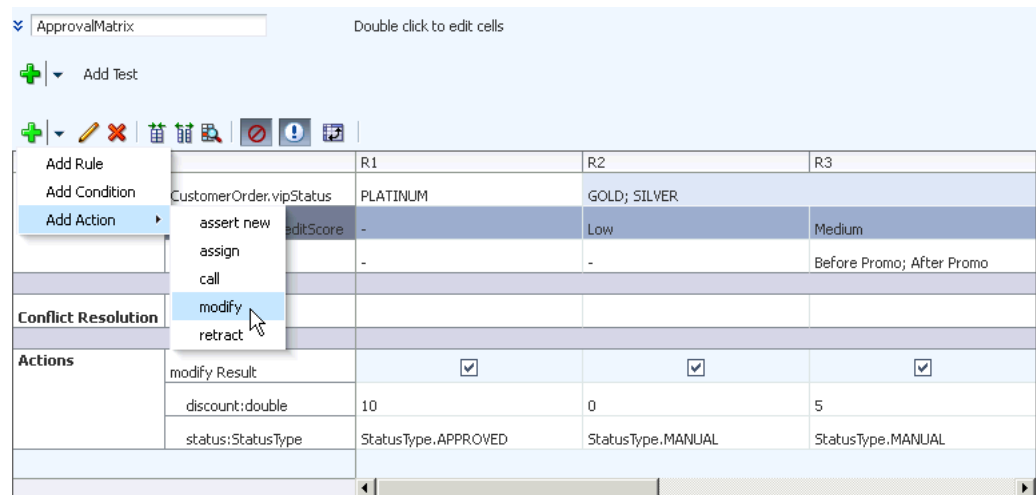 ApprovalMatrix Double click to edit cells
Add Test
R1 R2 R3
Add Rule
Add Condition CustomerOrder.vipStatus PLATINUM GOLD; SILVER
Add Action assert new editScore - Low Medium
assign - - Before Promo; After Promo
call
modify
Conflict Resolution
retract
Actions modify Result
discount:double 10 0 5
status:StatusType StatusType.APPROVED StatusType.MANUAL StatusType.MANUAL